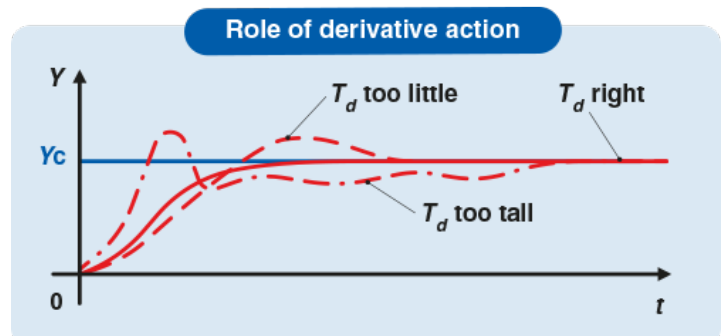 Role of derivative action
Y
T_d too little
T_d right
Yc
T_d too tall
0
t